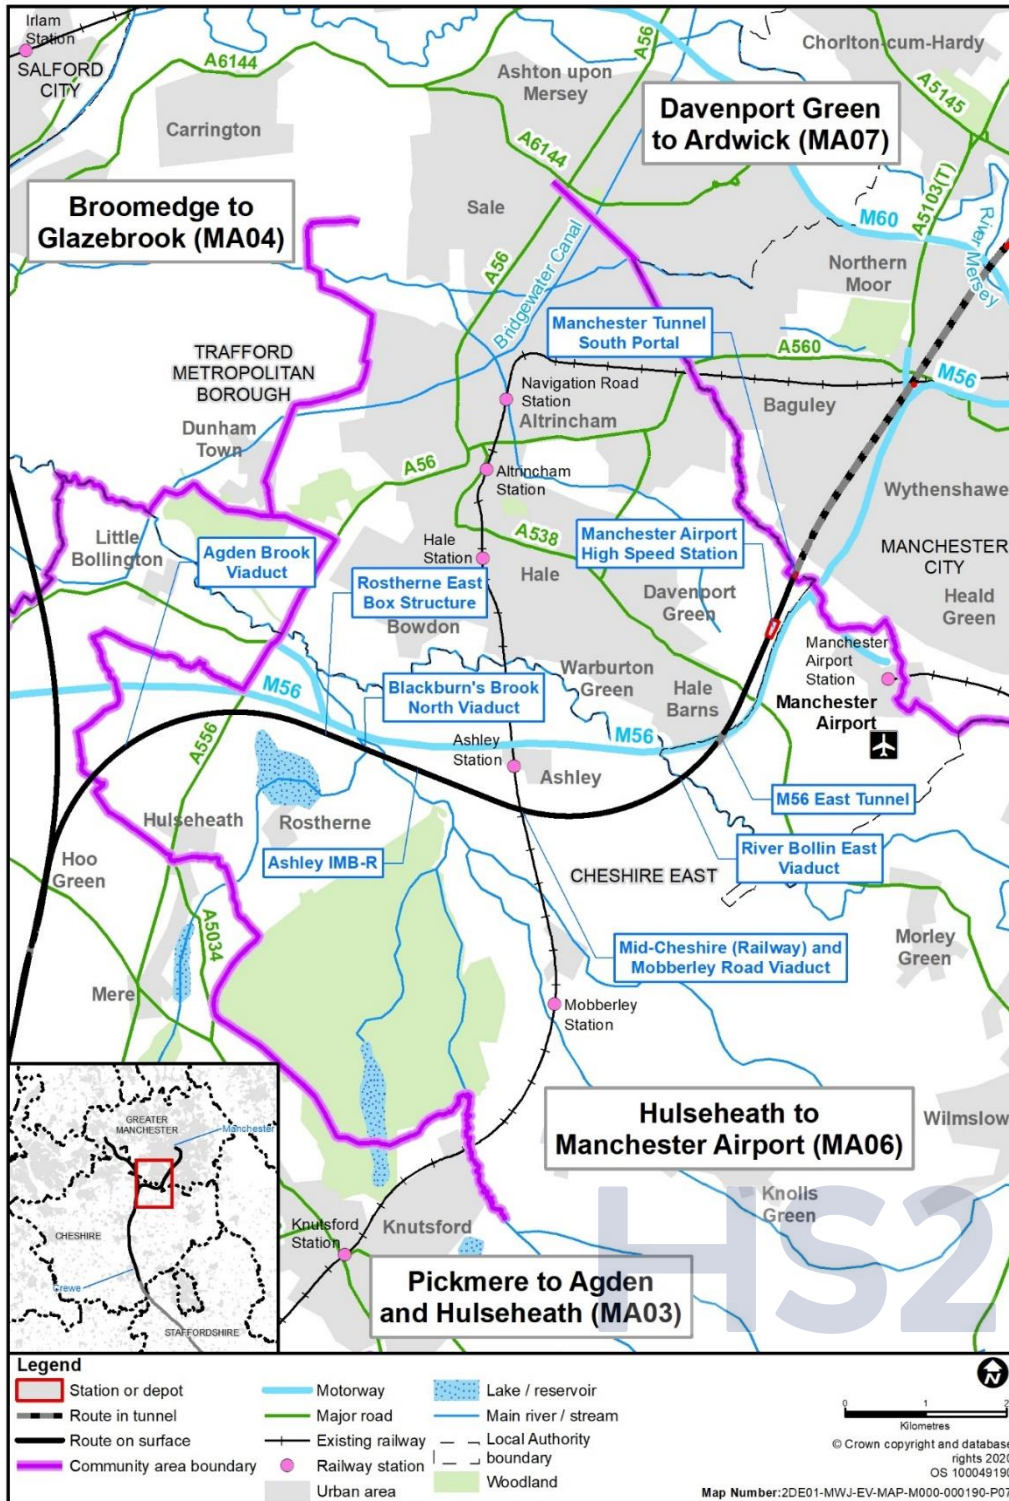 Irlam
Station
SALFORD
CITY
A6144
A56
Chorlton-cum-Hardy
Ashton upon
Mersey
A5145
Davenport Green
to Ardwick (MA07)
Carrington
A6144
A5103(T)
Broomedge to
Glazebrook (MA04)
Sale
M60
River Mersey
A56
Bridgewater Canal
Northern
Moor
Manchester Tunnel
South Portal
TRAFFORD
METROPOLITAN
BOROUGH
A560
M56
Navigation Road
Station
Altrincham
Baguley
Dunham
Town
A56
Altrincham
Station
Wythenshawe
Little
Bollington
Agden Brook
Viaduct
Hale
Station
A538
Manchester Airport
High Speed Station
MANCHESTER
CITY
Rostherne East
Box Structure
Hale
Davenport
Green
Heald
Green
Bowdon
Manchester
Airport
Station
Warburton
Green
M56
Blackburn's Brook
North Viaduct
Hale
Barns
Manchester
Airport
A556
M56
Ashley
Station
Ashley
M56 East Tunnel
Hulseheath
Rostherne
River Bollin East
Viaduct
Hoo
Green
Ashley IMB-R
CHESHIRE EAST
A5034
Mid-Cheshire (Railway) and
Mobberley Road Viaduct
Morley
Green
Mere
Mobberley
Station
GREATER
MANCHESTER
Manchester
CHESHIRE
Crewe
STAFFORDSHIRE
Hulseheath to
Manchester Airport (MA06)
Wilmslow
Knolls
Green
Knutsford
Station
Knutsford
HS2
Pickmere to Agden
and Hulseheath (MA03)
Legend
Station or depot
Route in tunnel
Route on surface
Community area boundary
Motorway
Major road
Existing railway
Railway station
Urban area
Lake / reservoir
Main river / stream
Local Authority
boundary
Woodland
N
0 1 2
Kilometres
© Crown copyright and database
rights 2020
OS 100049190
Map Number:2DE01-MWJ-EV-MAP-M000-000190-P07